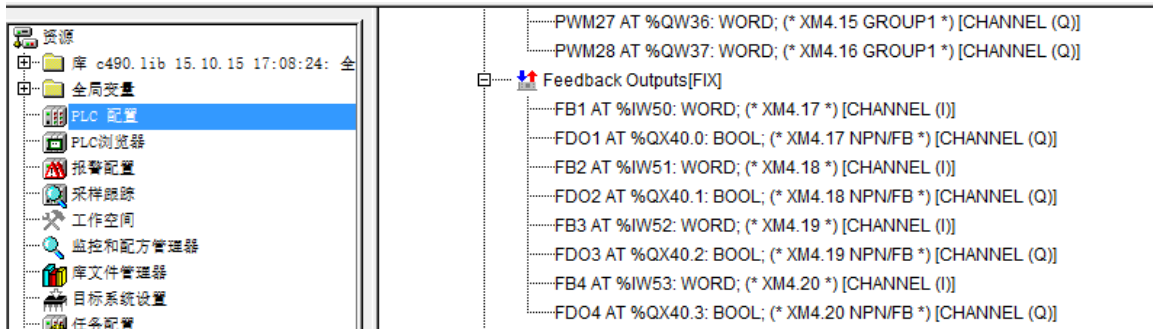 资源
库 c490.lib 15.10.15 17:08:24: 全
全局变量
PLC 配置
PLC浏览器
报警配置
采样跟踪
工作空间
监控和配方管理器
库文件管理器
目标系统设置
任务配置
PWM27 AT %QW36: WORD; (* XM4.15 GROUP1 *) [CHANNEL (Q)]
PWM28 AT %QW37: WORD; (* XM4.16 GROUP1 *) [CHANNEL (Q)]
Feedback Outputs[FIX]
FB1 AT %IW50: WORD; (* XM4.17 *) [CHANNEL (I)]
FDO1 AT %QX40.0: BOOL; (* XM4.17 NPN/FB *) [CHANNEL (Q)]
FB2 AT %IW51: WORD; (* XM4.18 *) [CHANNEL (I)]
FDO2 AT %QX40.1: BOOL; (* XM4.18 NPN/FB *) [CHANNEL (Q)]
FB3 AT %IW52: WORD; (* XM4.19 *) [CHANNEL (I)]
FDO3 AT %QX40.2: BOOL; (* XM4.19 NPN/FB *) [CHANNEL (Q)]
FB4 AT %IW53: WORD; (* XM4.20 *) [CHANNEL (I)]
FDO4 AT %QX40.3: BOOL; (* XM4.20 NPN/FB *) [CHANNEL (Q)]